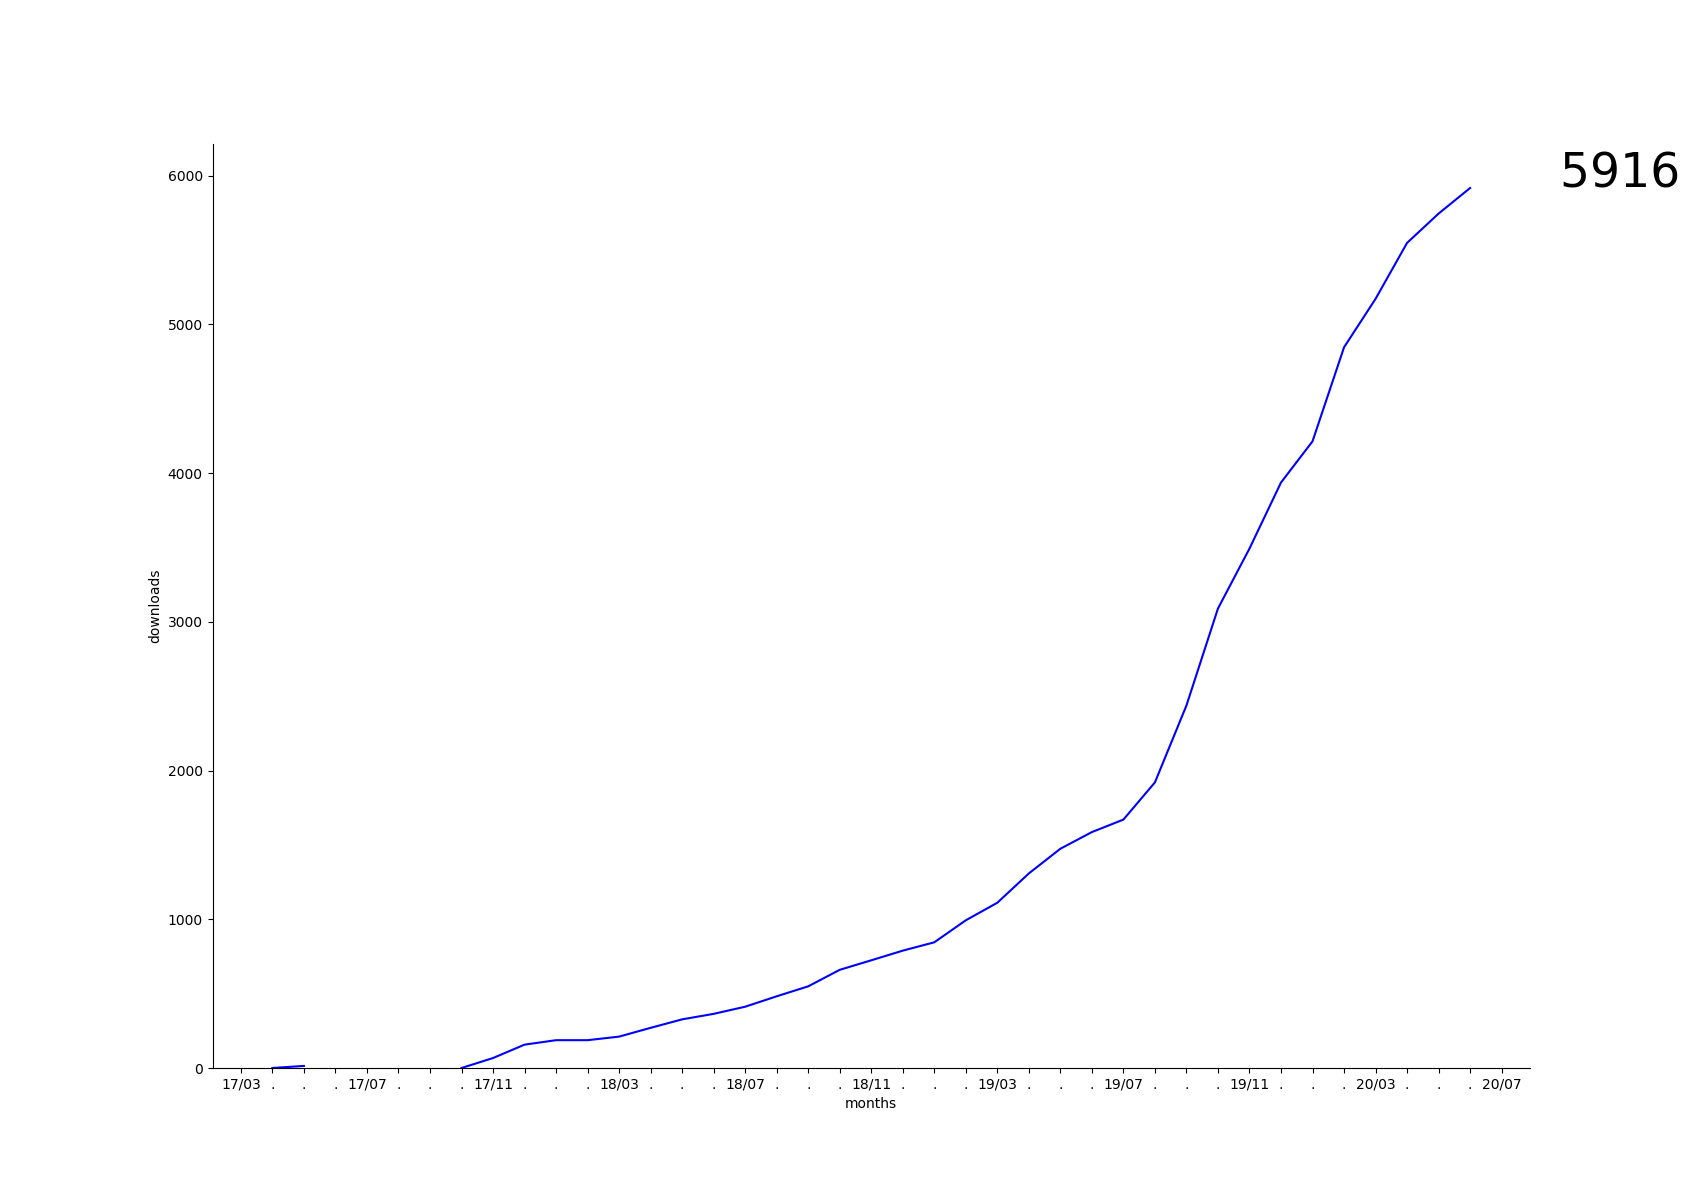 5916
6000
5000
4000
3000
2000
1000
0
downloads
17/03 . . . 17/07 . . . 17/11 . . . 18/03 . . . 18/07 . . . 18/11 . . . 19/03 . . . 19/07 . . . 19/11 . . . 20/03 . . . 20/07
months